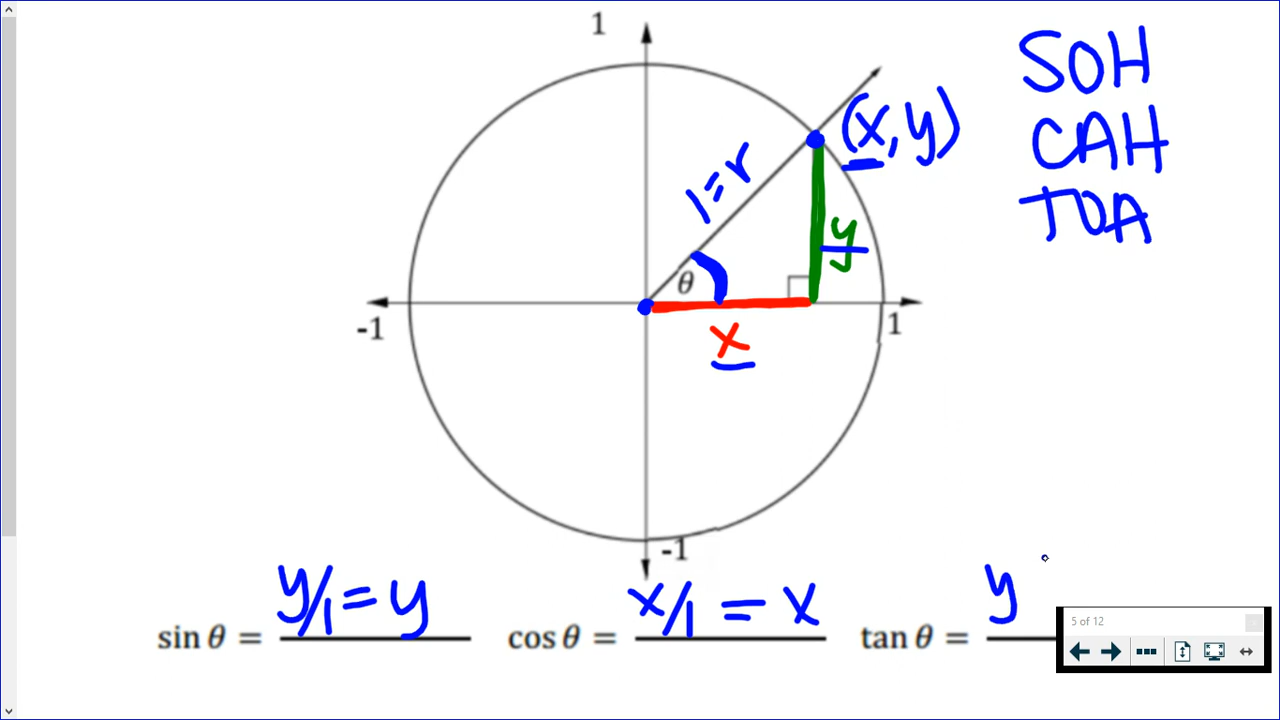 1
SOH
(x, y)
CAH
1=r
TOA
y
θ
-1
1
x
-1
sin θ = y/1 = y
cos θ = x/1 = x
tan θ = y
5 of 12